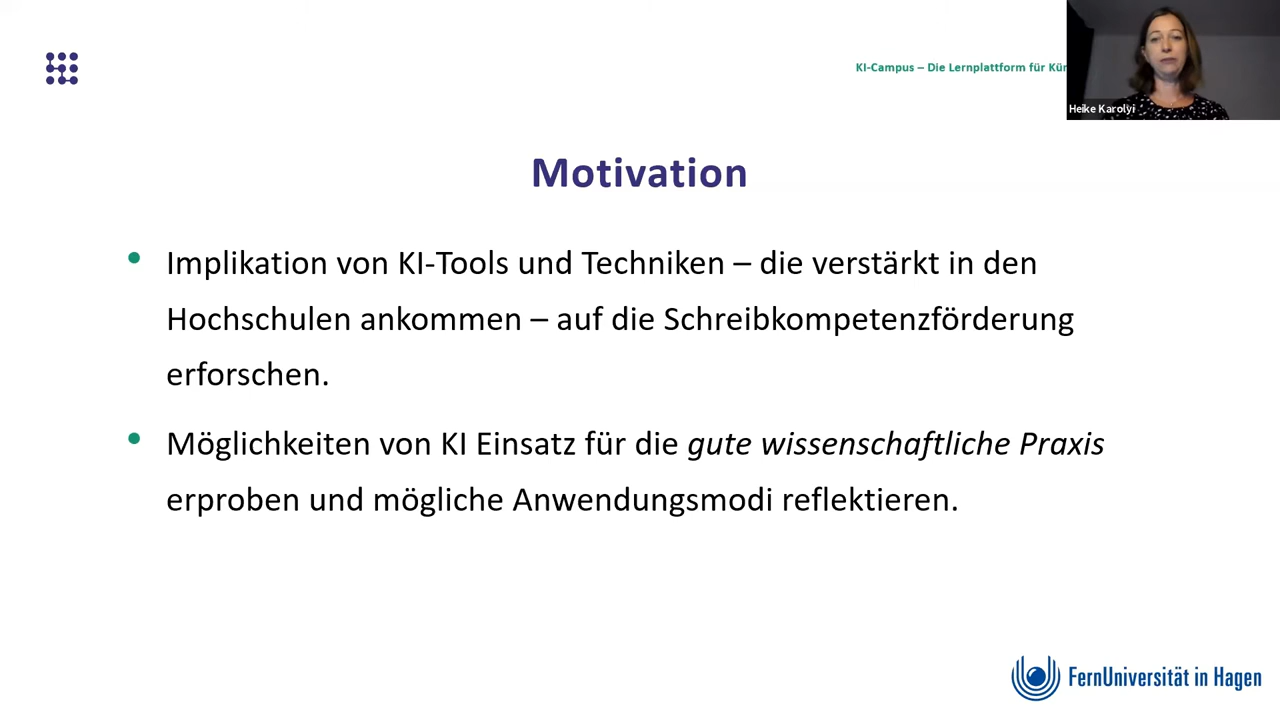 KI-Campus – Die Lernplattform für
Heike Karolyi
Motivation
• Implikation von KI-Tools und Techniken – die verstärkt in den
Hochschulen ankommen – auf die Schreibkompetenzförderung
erforschen.
• Möglichkeiten von KI Einsatz für die gute wissenschaftliche Praxis
erproben und mögliche Anwendungsmodi reflektieren.
FernUniversität in Hagen